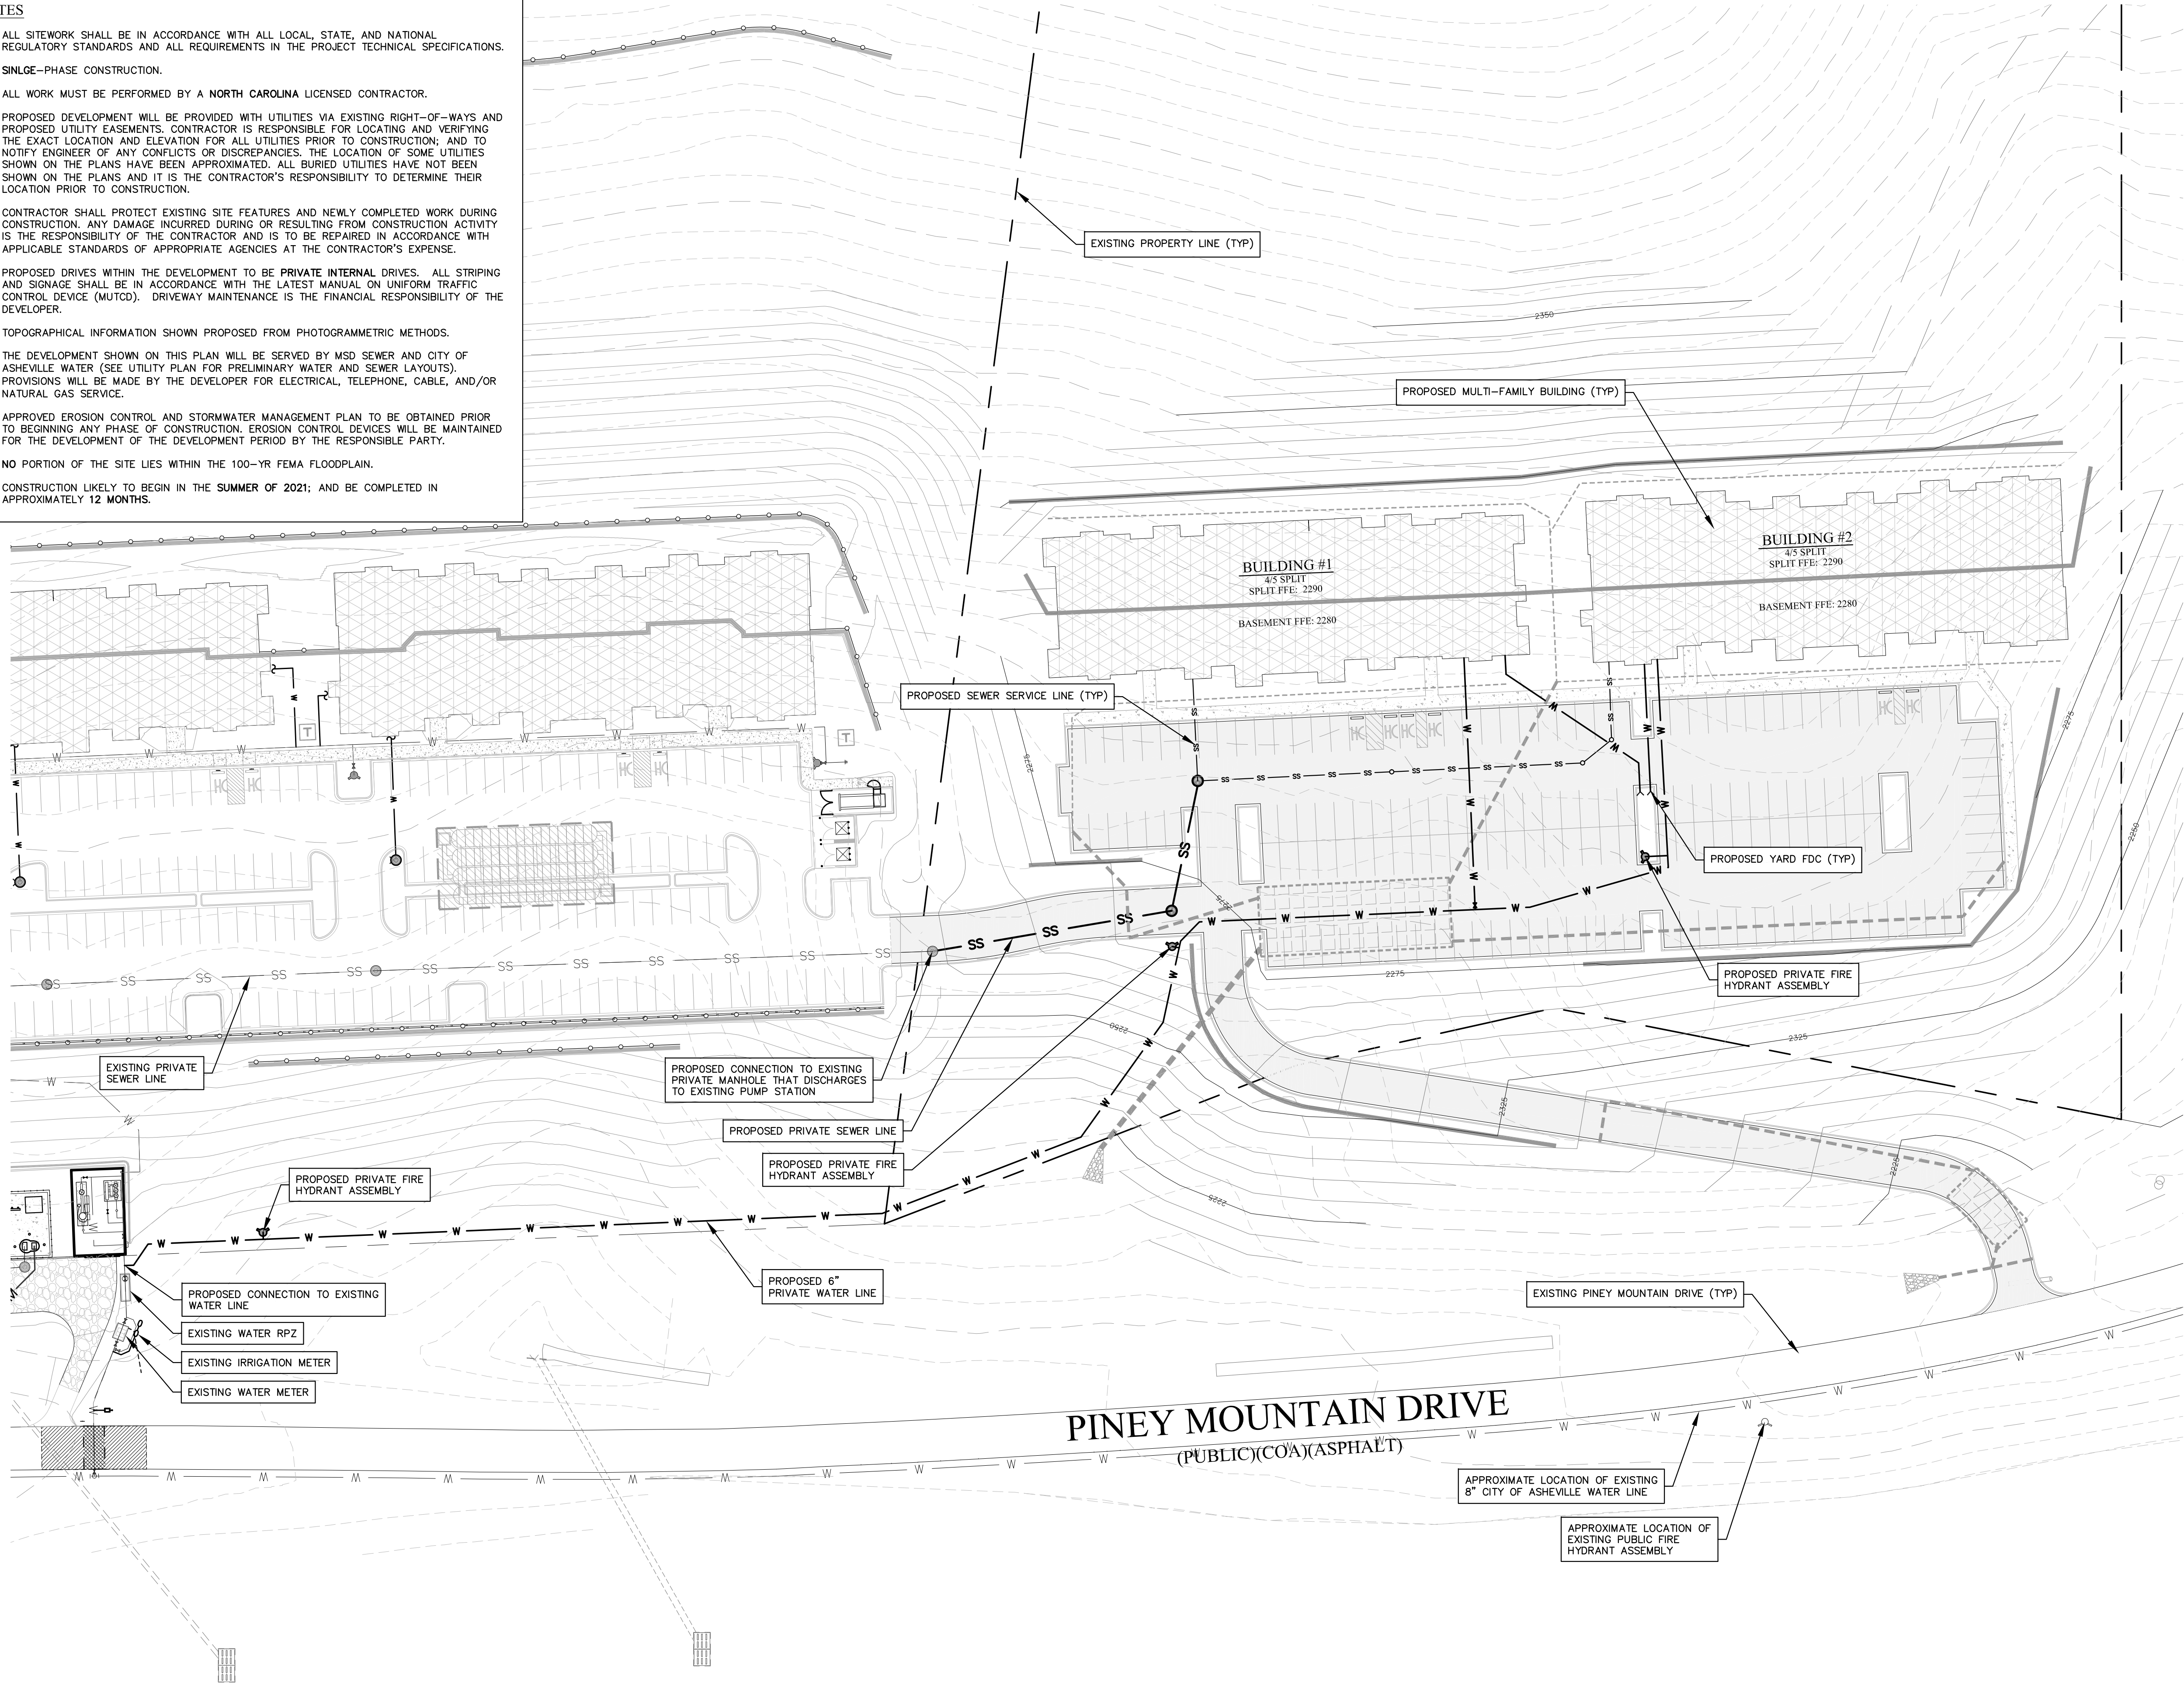 TES
ALL SITEWORK SHALL BE IN ACCORDANCE WITH ALL LOCAL, STATE, AND NATIONAL
REGULATORY STANDARDS AND ALL REQUIREMENTS IN THE PROJECT TECHNICAL SPECIFICATIONS.
SINLGE-PHASE CONSTRUCTION.
ALL WORK MUST BE PERFORMED BY A NORTH CAROLINA LICENSED CONTRACTOR.
PROPOSED DEVELOPMENT WILL BE PROVIDED WITH UTILITIES VIA EXISTING RIGHT-OF-WAYS AND
PROPOSED UTILITY EASEMENTS. CONTRACTOR IS RESPONSIBLE FOR LOCATING AND VERIFYING
THE EXACT LOCATION AND ELEVATION FOR ALL UTILITIES PRIOR TO CONSTRUCTION; AND TO
NOTIFY ENGINEER OF ANY CONFLICTS OR DISCREPANCIES. THE LOCATION OF SOME UTILITIES
SHOWN ON THE PLANS HAVE BEEN APPROXIMATED. ALL BURIED UTILITIES HAVE NOT BEEN
SHOWN ON THE PLANS AND IT IS THE CONTRACTOR'S RESPONSIBILITY TO DETERMINE THEIR
LOCATION PRIOR TO CONSTRUCTION.
CONTRACTOR SHALL PROTECT EXISTING SITE FEATURES AND NEWLY COMPLETED WORK DURING
CONSTRUCTION. ANY DAMAGE INCURRED DURING OR RESULTING FROM CONSTRUCTION ACTIVITY
IS THE RESPONSIBILITY OF THE CONTRACTOR AND IS TO BE REPAIRED IN ACCORDANCE WITH
APPLICABLE STANDARDS OF APPROPRIATE AGENCIES AT THE CONTRACTOR'S EXPENSE.
PROPOSED DRIVES WITHIN THE DEVELOPMENT TO BE PRIVATE INTERNAL DRIVES. ALL STRIPING
AND SIGNAGE SHALL BE IN ACCORDANCE WITH THE LATEST MANUAL ON UNIFORM TRAFFIC
CONTROL DEVICE (MUTCD). DRIVEWAY MAINTENANCE IS THE FINANCIAL RESPONSIBILITY OF THE
DEVELOPER.
TOPOGRAPHICAL INFORMATION SHOWN PROPOSED FROM PHOTOGRAMMETRIC METHODS.
THE DEVELOPMENT SHOWN ON THIS PLAN WILL BE SERVED BY MSD SEWER AND CITY OF
ASHEVILLE WATER (SEE UTILITY PLAN FOR PRELIMINARY WATER AND SEWER LAYOUTS).
PROVISIONS WILL BE MADE BY THE DEVELOPER FOR ELECTRICAL, TELEPHONE, CABLE, AND/OR
NATURAL GAS SERVICE.
APPROVED EROSION CONTROL AND STORMWATER MANAGEMENT PLAN TO BE OBTAINED PRIOR
TO BEGINNING ANY PHASE OF CONSTRUCTION. EROSION CONTROL DEVICES WILL BE MAINTAINED
FOR THE DEVELOPMENT OF THE DEVELOPMENT PERIOD BY THE RESPONSIBLE PARTY.
NO PORTION OF THE SITE LIES WITHIN THE 100-YR FEMA FLOODPLAIN.
CONSTRUCTION LIKELY TO BEGIN IN THE SUMMER OF 2021; AND BE COMPLETED IN
APPROXIMATELY 12 MONTHS.
EXISTING PROPERTY LINE (TYP)
2350
PROPOSED MULTI-FAMILY BUILDING (TYP)
BUILDING #2
4/5 SPLIT
SPLIT FFE: 2290
BASEMENT FFE: 2280
BUILDING #1
4/5 SPLIT
SPLIT FFE: 2290
BASEMENT FFE: 2280
PROPOSED SEWER SERVICE LINE (TYP)
T
T
HC HC
HC HC
HC HC HC HC
HC HC
2275
2275
2250
PROPOSED YARD FDC (TYP)
2275
2275
PROPOSED PRIVATE FIRE
HYDRANT ASSEMBLY
2250
2325
2325
2225
2225
EXISTING PRIVATE
SEWER LINE
PROPOSED CONNECTION TO EXISTING
PRIVATE MANHOLE THAT DISCHARGES
TO EXISTING PUMP STATION
PROPOSED PRIVATE SEWER LINE
PROPOSED PRIVATE FIRE
HYDRANT ASSEMBLY
PROPOSED PRIVATE FIRE
HYDRANT ASSEMBLY
PROPOSED 6"
PRIVATE WATER LINE
PROPOSED CONNECTION TO EXISTING
WATER LINE
EXISTING WATER RPZ
EXISTING IRRIGATION METER
EXISTING WATER METER
EXISTING PINEY MOUNTAIN DRIVE (TYP)
PINEY MOUNTAIN DRIVE
(PUBLIC)(COA)(ASPHALT)
APPROXIMATE LOCATION OF EXISTING
8" CITY OF ASHEVILLE WATER LINE
APPROXIMATE LOCATION OF
EXISTING PUBLIC FIRE
HYDRANT ASSEMBLY